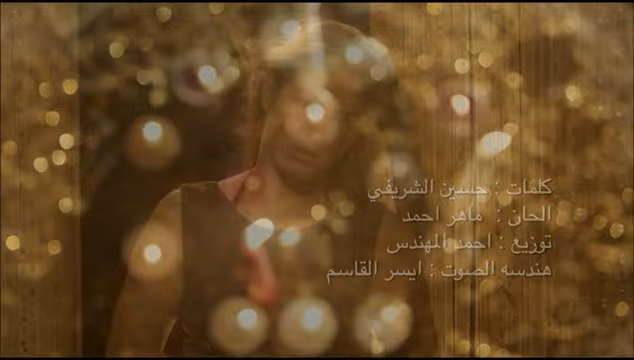 كلمات : حسين الشريفي
الحان : ماهر احمد
توزيع : احمد المهندس
هندسه الصوت : ايسر القاسم